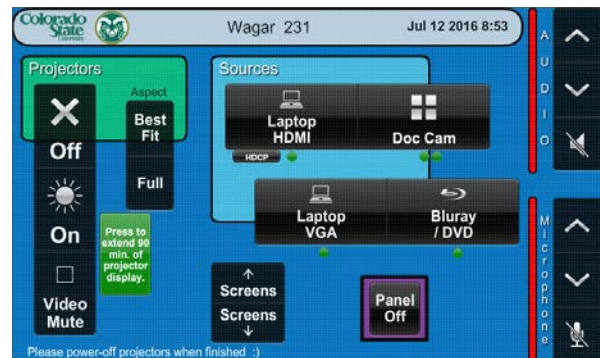 Colorado
State
University
Wagar 231
Jul 12 2016 8:53
Projectors
Aspect
Off
On
Video
Mute
Best
Fit
Full
Press to
extend 90
min. of
projector
display.
Sources
Laptop
HDMI
Doc Cam
HDCP
Laptop
VGA
Bluray
/ DVD
↑
Screens
Screens
↓
Panel
Off
AUDIO
Microphone
Please power-off projectors when finished :)